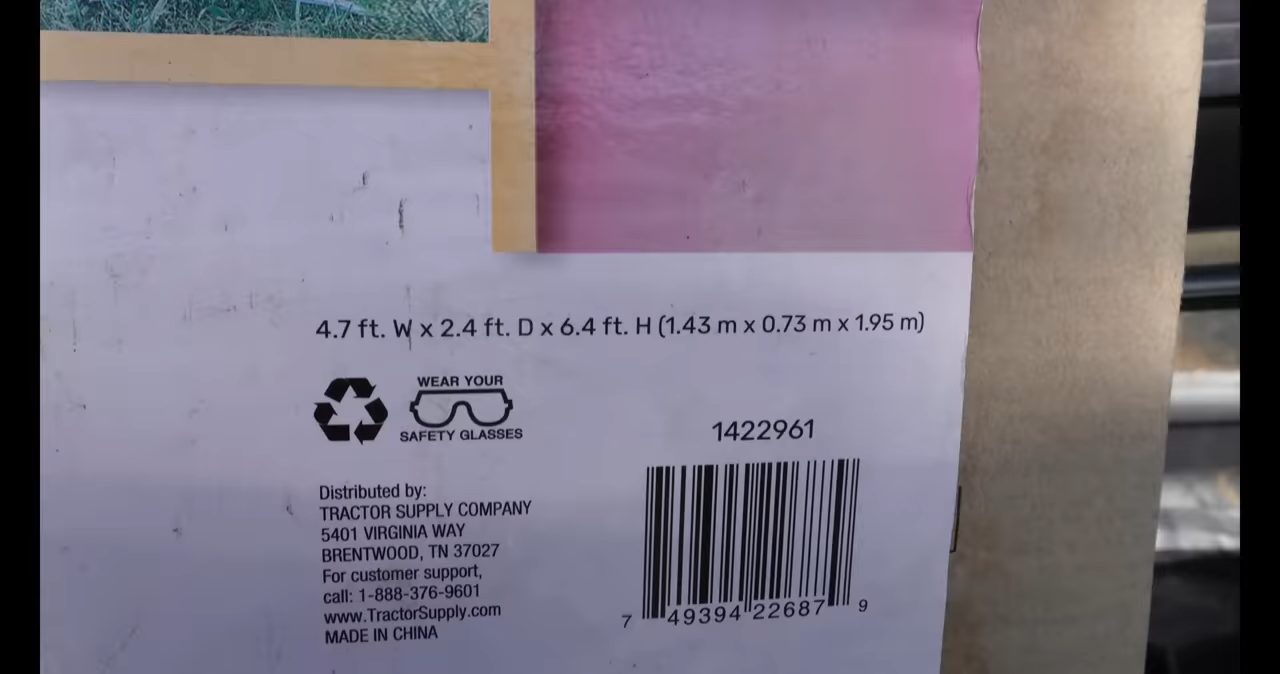 4.7 ft. W x 2.4 ft. D x 6.4 ft. H (1.43 m x 0.73 m x 1.95 m)
WEAR YOUR
SAFETY GLASSES
1422961
Distributed by:
TRACTOR SUPPLY COMPANY
5401 VIRGINIA WAY
BRENTWOOD, TN 37027
For customer support,
call: 1-888-376-9601
www.TractorSupply.com
MADE IN CHINA
7 49394 22687 9